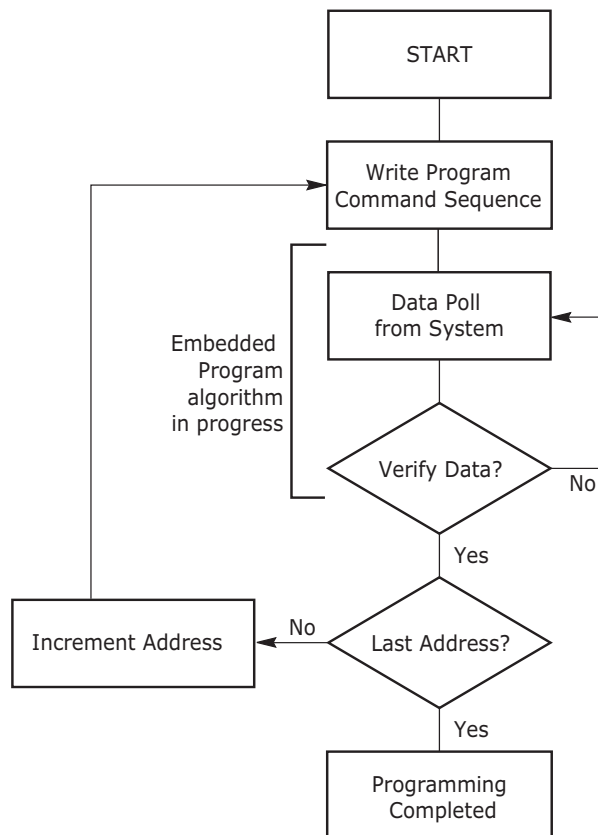 START
Write Program
Command Sequence
Data Poll
from System
Embedded
Program
algorithm
in progress
Verify Data?
No
Yes
Increment Address
No
Last Address?
Yes
Programming
Completed